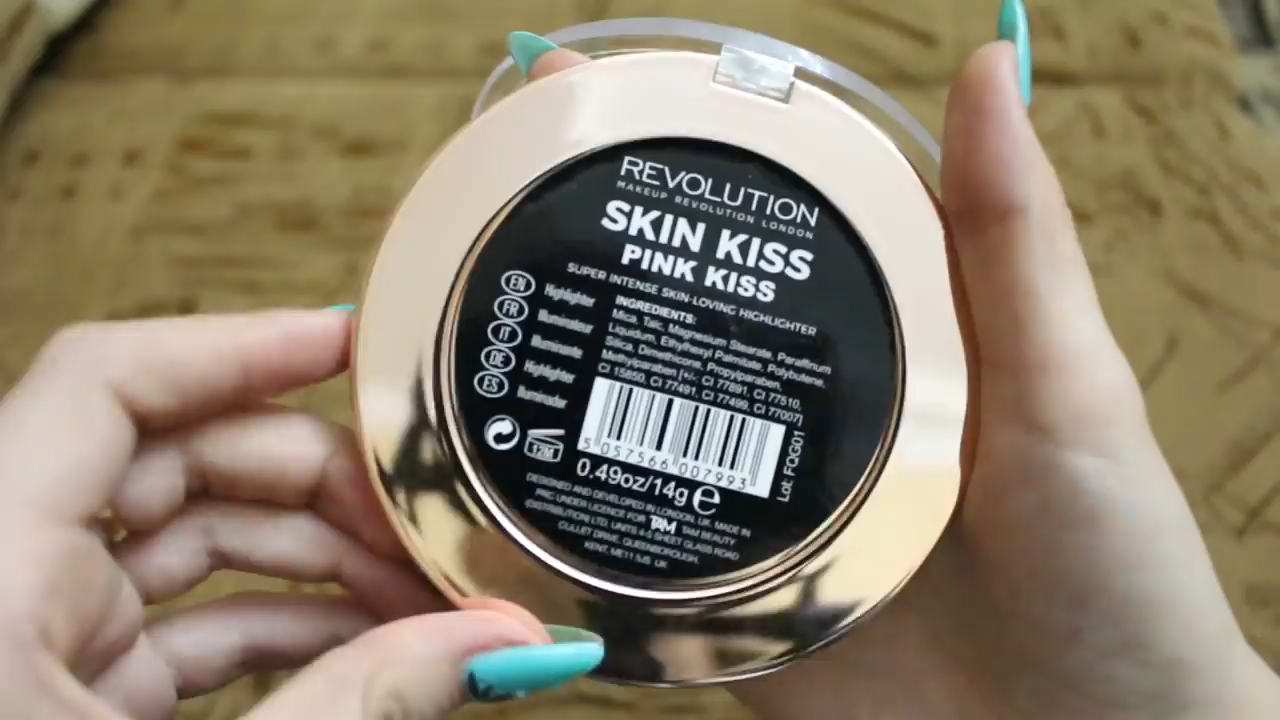 REVOLUTION
MAKEUP REVOLUTION LONDON
SKIN KISS
PINK KISS
SUPER INTENSE SKIN-LOVING HIGHLIGHTER
EN Highlighter
FR Illuminateur
IT Illuminante
DE Highlighter
ES Iluminador
INGREDIENTS:
Mica, Talc, Magnesium Stearate, Paraffinum
Liquidum, Ethylhexyl Palmitate, Polybutene,
Silica, Dimethicone, Propylparaben,
Methylparaben [+/-: CI 77891, CI 77510,
CI 15850, CI 77491, CI 77499, CI 77007]
5 057566 007993
Lot: FQG01
12M
0.49oz/14g e
DESIGNED AND DEVELOPED IN LONDON, UK. MADE IN
PRC UNDER LICENCE FOR TAM TAM BEAUTY
(DISTRIBUTION) LTD, UNITS 4-5 SHEET GLASS ROAD
CULLET DRIVE, QUEENBOROUGH,
KENT, ME11 5JS UK